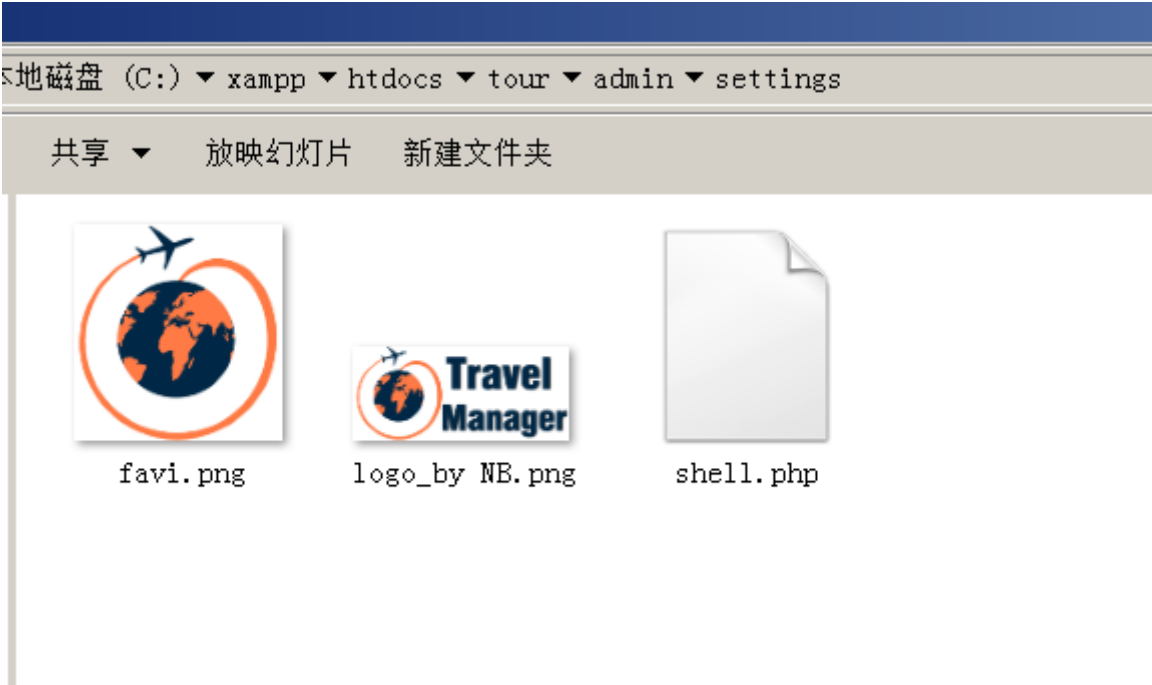 地磁盘 (C:) ▼ xampp ▼ htdocs ▼ tour ▼ admin ▼ settings
共享 ▼ 放映幻灯片 新建文件夹
Travel
Manager
favi.png logo_by NB.png shell.php